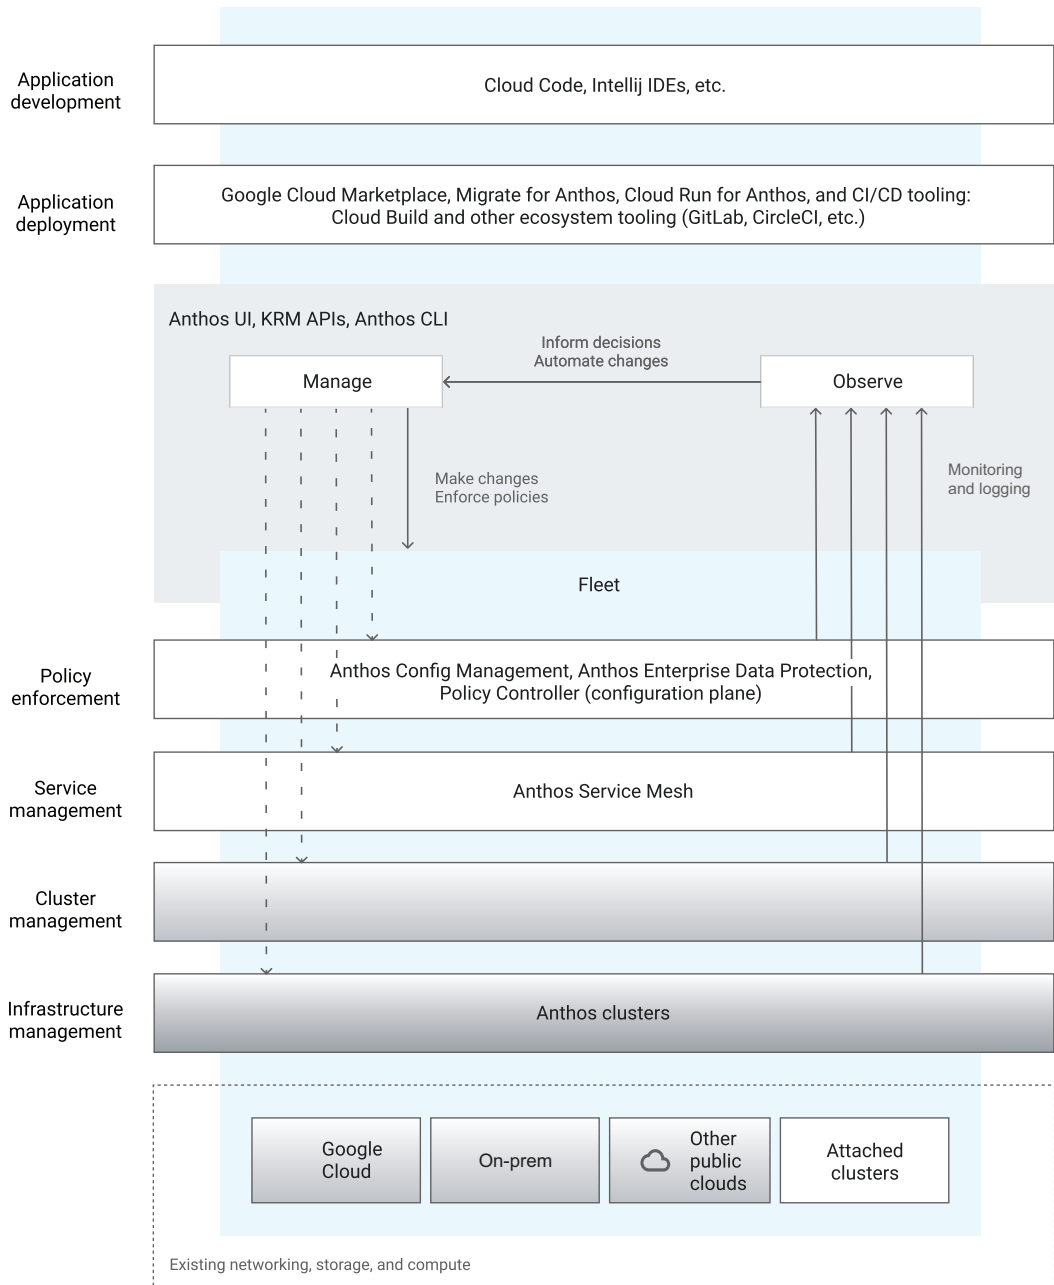 Application
development
Cloud Code, Intellij IDEs, etc.
Application
deployment
Google Cloud Marketplace, Migrate for Anthos, Cloud Run for Anthos, and CI/CD tooling:
Cloud Build and other ecosystem tooling (GitLab, CircleCI, etc.)
Anthos UI, KRM APIs, Anthos CLI
Inform decisions
Automate changes
Manage
Observe
Make changes
Enforce policies
Monitoring
and logging
Fleet
Policy
enforcement
Anthos Config Management, Anthos Enterprise Data Protection,
Policy Controller (configuration plane)
Service
management
Anthos Service Mesh
Cluster
management
Infrastructure
management
Anthos clusters
Google
Cloud
On-prem
Other
public
clouds
Attached
clusters
Existing networking, storage, and compute